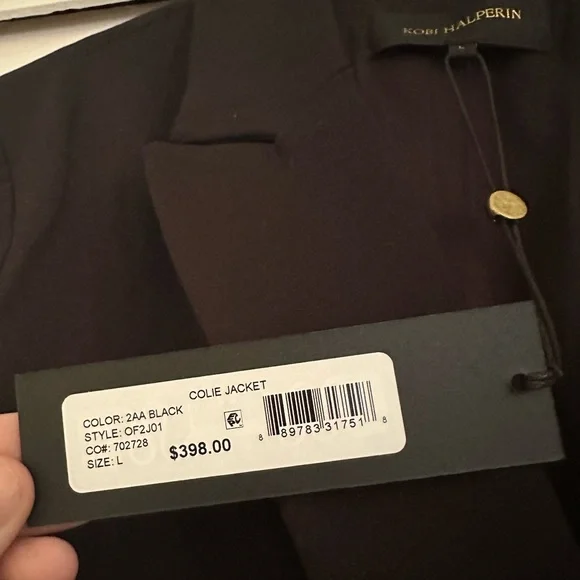 KOBI HALPERIN
L
COLIE JACKET
COLOR: 2AA BLACK
STYLE: OF2J01
CO#: 702728
SIZE: L
$398.00
8 89783 31751 8